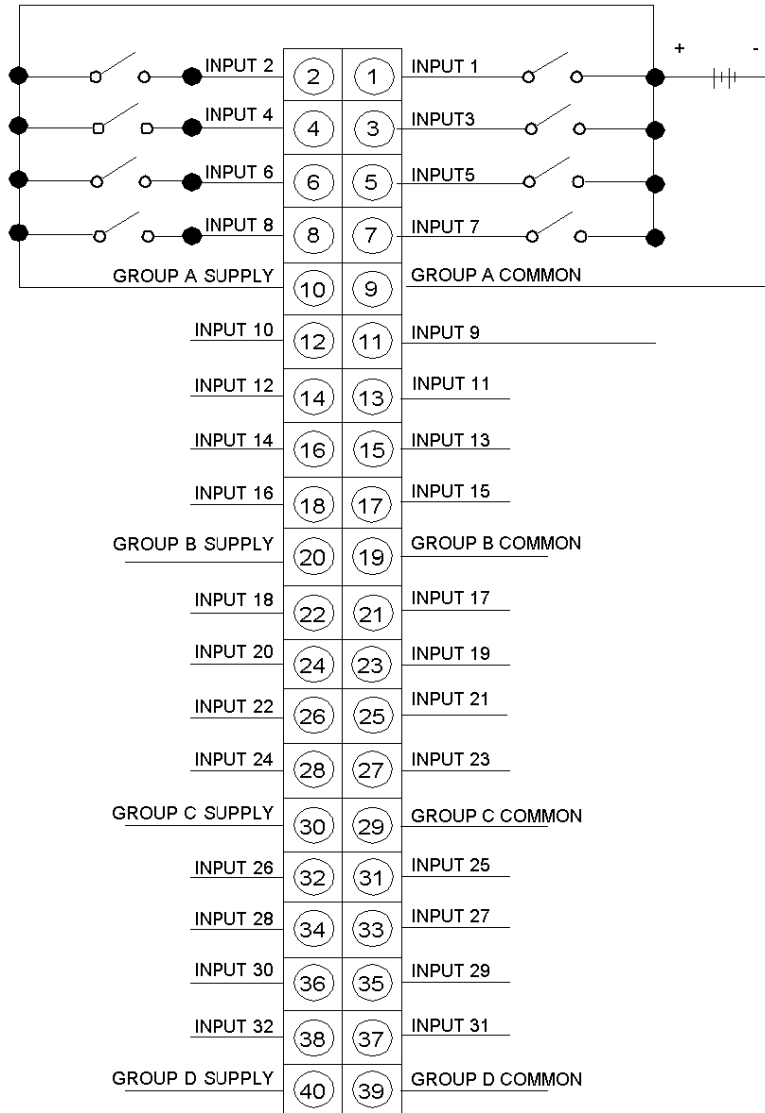 + -
INPUT 2 2 1 INPUT 1
INPUT 4 4 3 INPUT3
INPUT 6 6 5 INPUT5
INPUT 8 8 7 INPUT 7
GROUP A SUPPLY 10 9 GROUP A COMMON
INPUT 10 12 11 INPUT 9
INPUT 12 14 13 INPUT 11
INPUT 14 16 15 INPUT 13
INPUT 16 18 17 INPUT 15
GROUP B SUPPLY 20 19 GROUP B COMMON
INPUT 18 22 21 INPUT 17
INPUT 20 24 23 INPUT 19
INPUT 22 26 25 INPUT 21
INPUT 24 28 27 INPUT 23
GROUP C SUPPLY 30 29 GROUP C COMMON
INPUT 26 32 31 INPUT 25
INPUT 28 34 33 INPUT 27
INPUT 30 36 35 INPUT 29
INPUT 32 38 37 INPUT 31
GROUP D SUPPLY 40 39 GROUP D COMMON